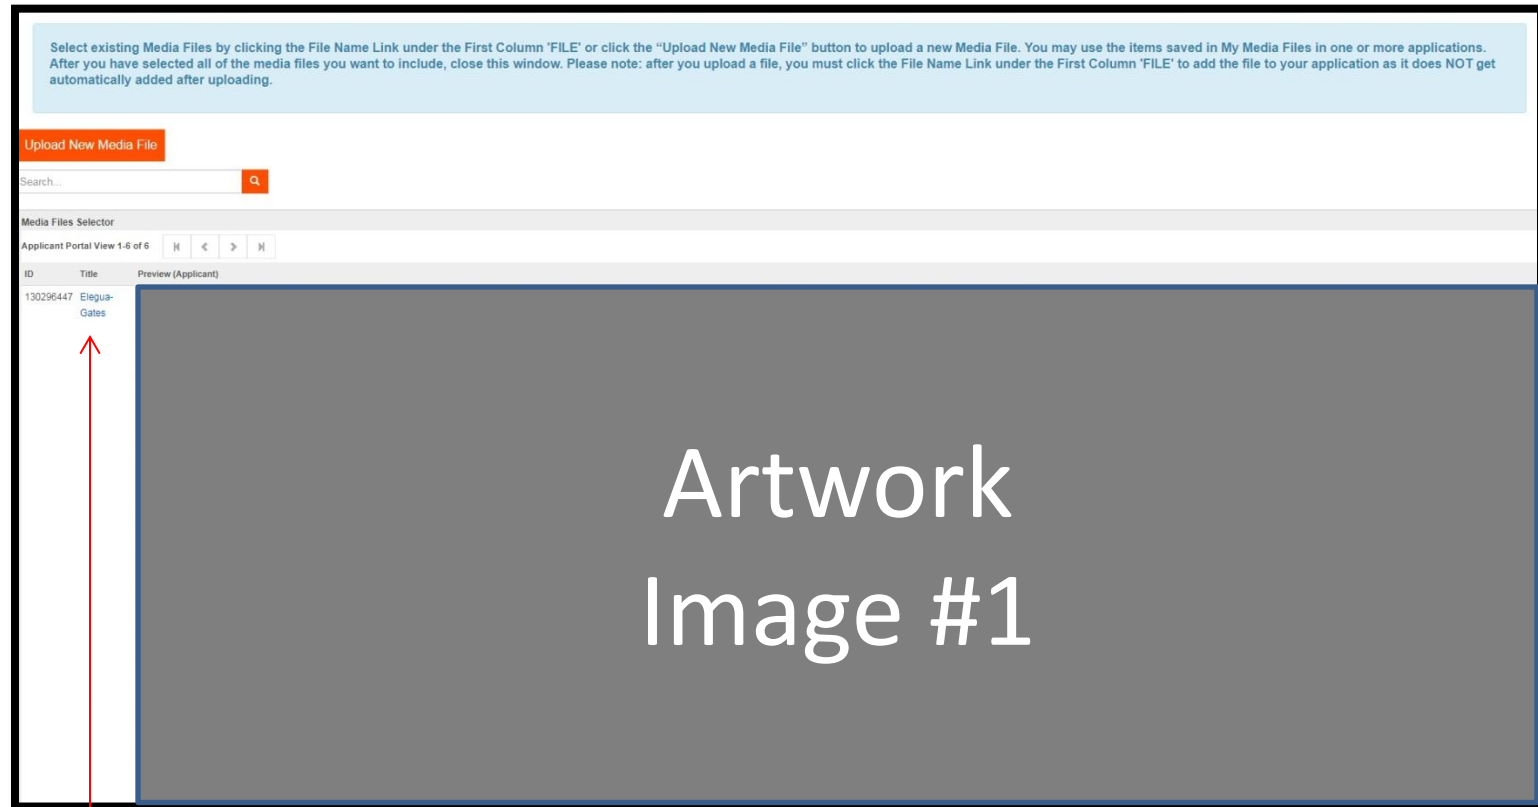 Select existing Media Files by clicking the File Name Link under the First Column 'FILE' or click the “Upload New Media File” button to upload a new Media File. You may use the items saved in My Media Files in one or more applications.
After you have selected all of the media files you want to include, close this window. Please note: after you upload a file, you must click the File Name Link under the First Column 'FILE' to add the file to your application as it does NOT get
automatically added after uploading.
Upload New Media File
Search...
Media Files Selector
Applicant Portal View 1-6 of 6
ID Title Preview (Applicant)
130296447 Elegua-
Gates
Artwork
Image #1